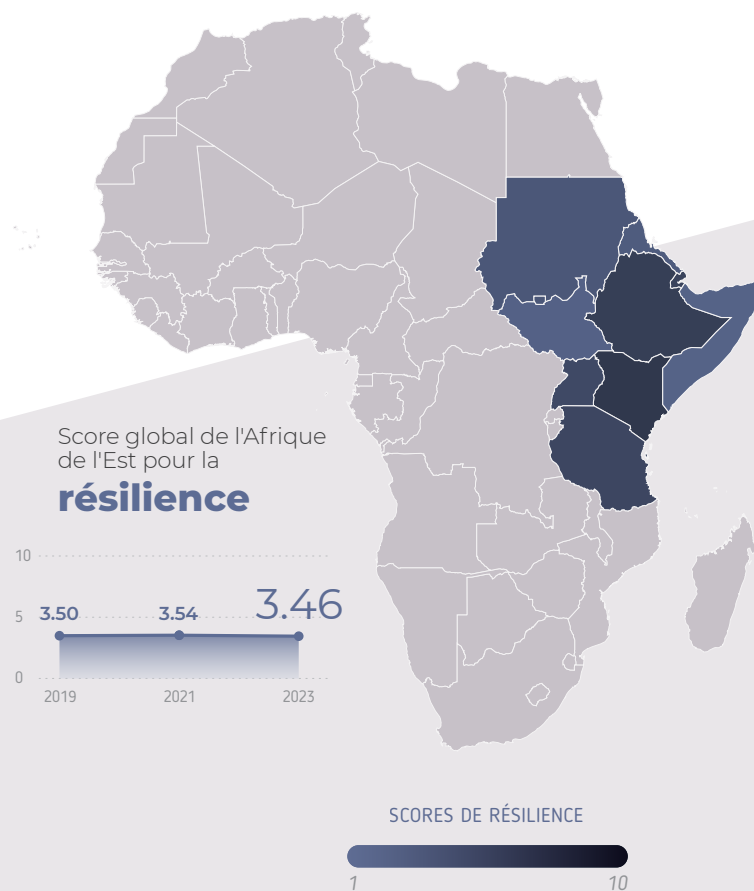 Score global de l'Afrique
de l'Est pour la
résilience
10
5
0
3.50
3.54
3.46
2019
2021
2023
SCORES DE RÉSILIENCE
1
10